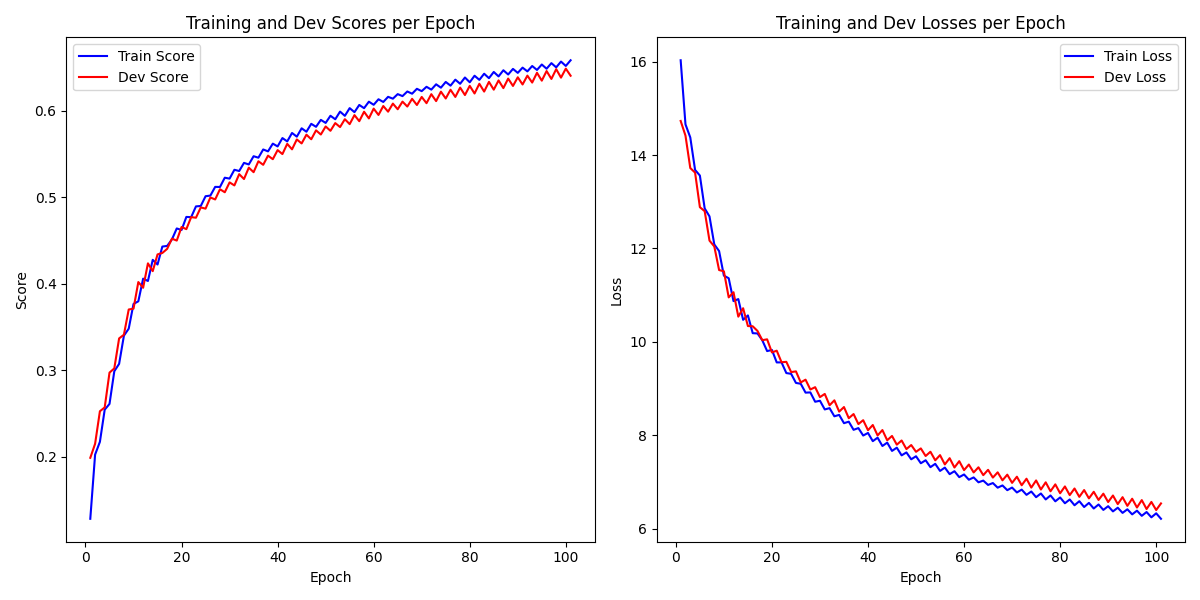 Training and Dev Scores per Epoch
Train Score
Dev Score
Score
0.6
0.5
0.4
0.3
0.2
0 20 40 60 80 100
Epoch
Training and Dev Losses per Epoch
Train Loss
Dev Loss
Loss
16
14
12
10
8
6
0 20 40 60 80 100
Epoch